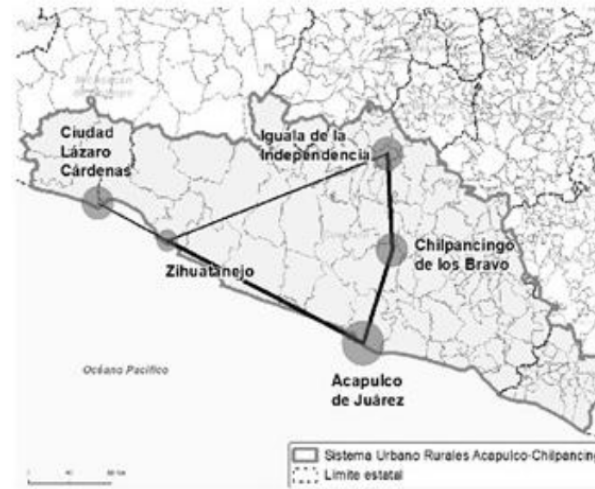 Ciudad
Lázaro
Cárdenas
Iguala de la
Independencia
Zihuatanejo
Chilpancingo
de los Bravo
Acapulco
de Juárez
Océano Pacífico
Sistema Urbano Rurales Acapulco-Chilpancing
Límite estatal